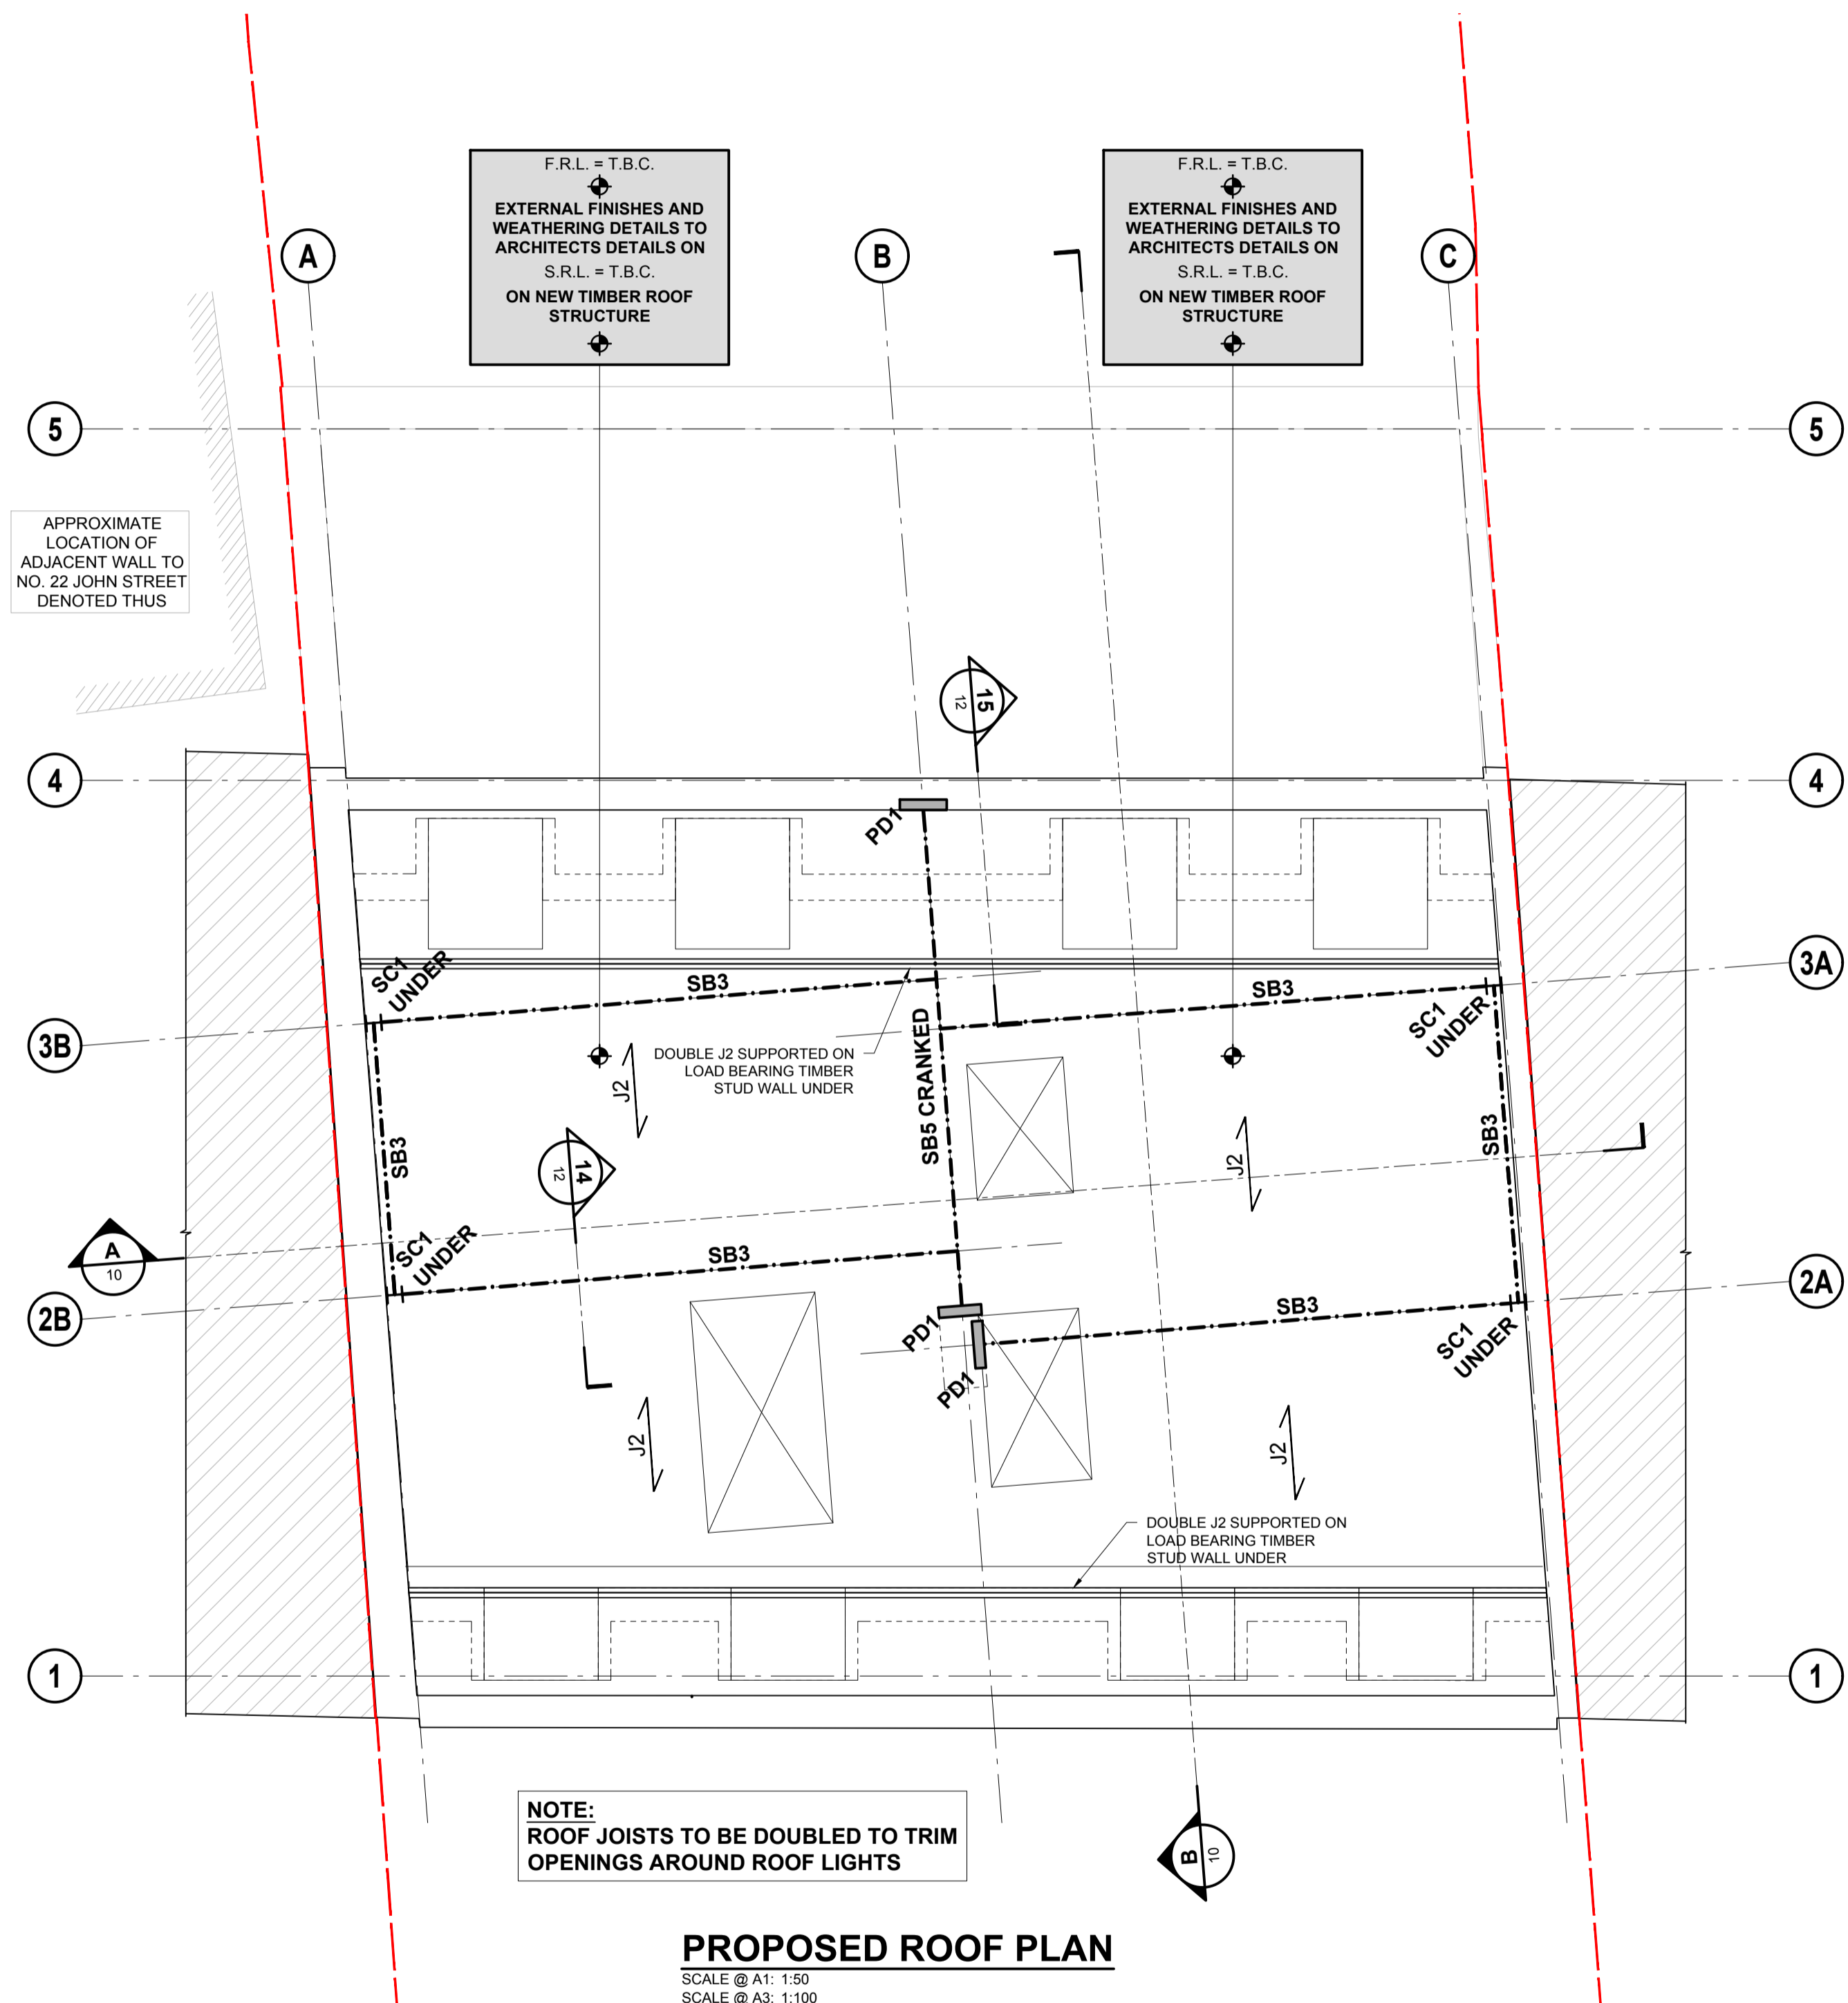 F.R.L. = T.B.C.
EXTERNAL FINISHES AND
WEATHERING DETAILS TO
ARCHITECTS DETAILS ON
S.R.L. = T.B.C.
ON NEW TIMBER ROOF
STRUCTURE
F.R.L. = T.B.C.
EXTERNAL FINISHES AND
WEATHERING DETAILS TO
ARCHITECTS DETAILS ON
S.R.L. = T.B.C.
ON NEW TIMBER ROOF
STRUCTURE
A
B
C
5
5
APPROXIMATE
LOCATION OF
ADJACENT WALL TO
NO. 22 JOHN STREET
DENOTED THUS
15
12
4
4
PD1
3A
SC1
UNDER
SB3
SB3
SC1
UNDER
3B
DOUBLE J2 SUPPORTED ON
LOAD BEARING TIMBER
STUD WALL UNDER
SB5 CRANKED
J2
J2
SB3
SB3
14
12
A
10
SC1
UNDER
SB3
2A
2B
SB3
PD1
SC1
UNDER
PD1
J2
J2
DOUBLE J2 SUPPORTED ON
LOAD BEARING TIMBER
STUD WALL UNDER
1
1
NOTE:
ROOF JOISTS TO BE DOUBLED TO TRIM
OPENINGS AROUND ROOF LIGHTS
B
10
PROPOSED ROOF PLAN
SCALE @ A1: 1:50
SCALE @ A3: 1:100